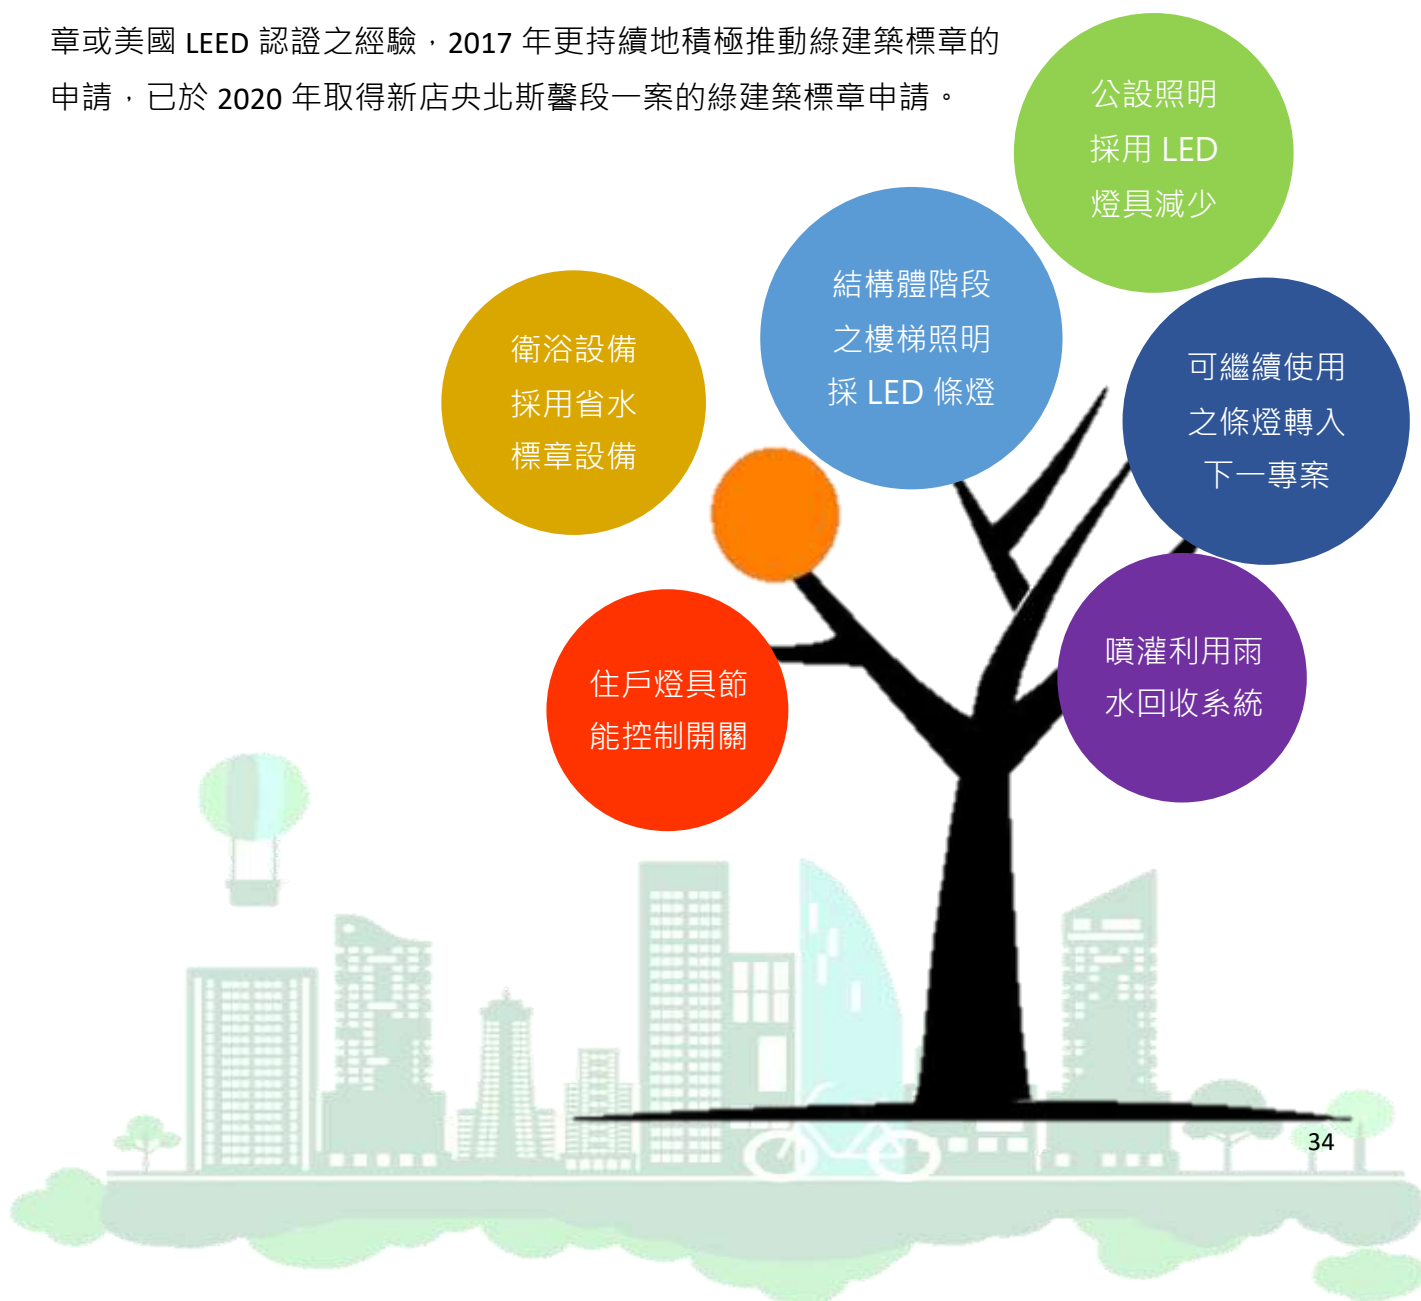 章或美國 LEED 認證之經驗，2017 年更持續地積極推動綠建築標章的
申請，已於 2020 年取得新店央北斯馨段一案的綠建築標章申請。
公設照明
採用 LED
燈具減少
結構體階段
之樓梯照明
採 LED 條燈
衛浴設備
採用省水
標章設備
可繼續使用
之條燈轉入
下一專案
住戶燈具節
能控制開關
噴灌利用雨
水回收系統
34